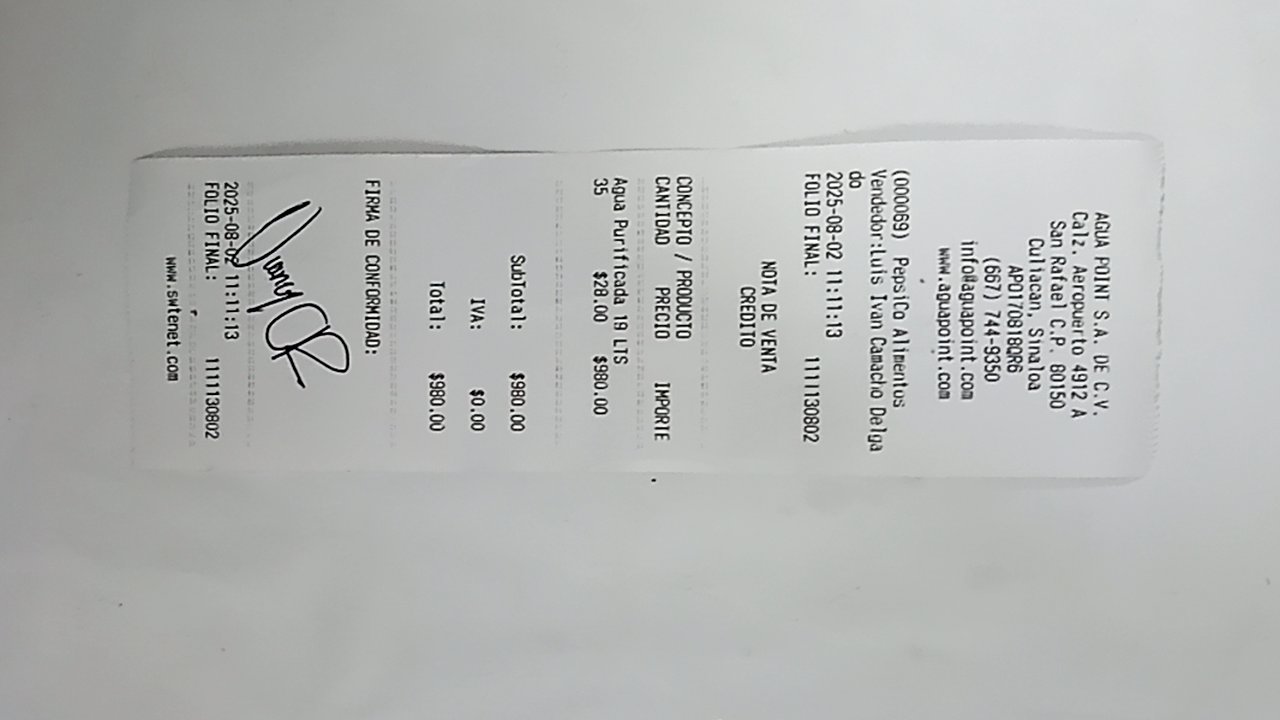 AGUA POINT S.A. DE C.V.
Calz. Aeropuerto 4912 A
San Rafael C.P. 80150
Culiacan, Sinaloa
APO170818QR6
(667) 744-9350
info@aguapoint.com
www.aguapoint.com
(000069) PepsiCo Alimentos
Vendedor:Luis Ivan Camacho Delga
do
2025-08-02 11:11:13
FOLIO FINAL: 1111130802
NOTA DE VENTA
CREDITO
CONCEPTO / PRODUCTO
CANTIDAD PRECIO IMPORTE
Agua Purificada 19 LTS
35 $28.00 $980.00
SubTotal: $980.00
IVA: $0.00
Total: $980.00
FIRMA DE CONFORMIDAD:
2025-08-02 11:11:13
FOLIO FINAL: 1111130802
www.swtenet.com